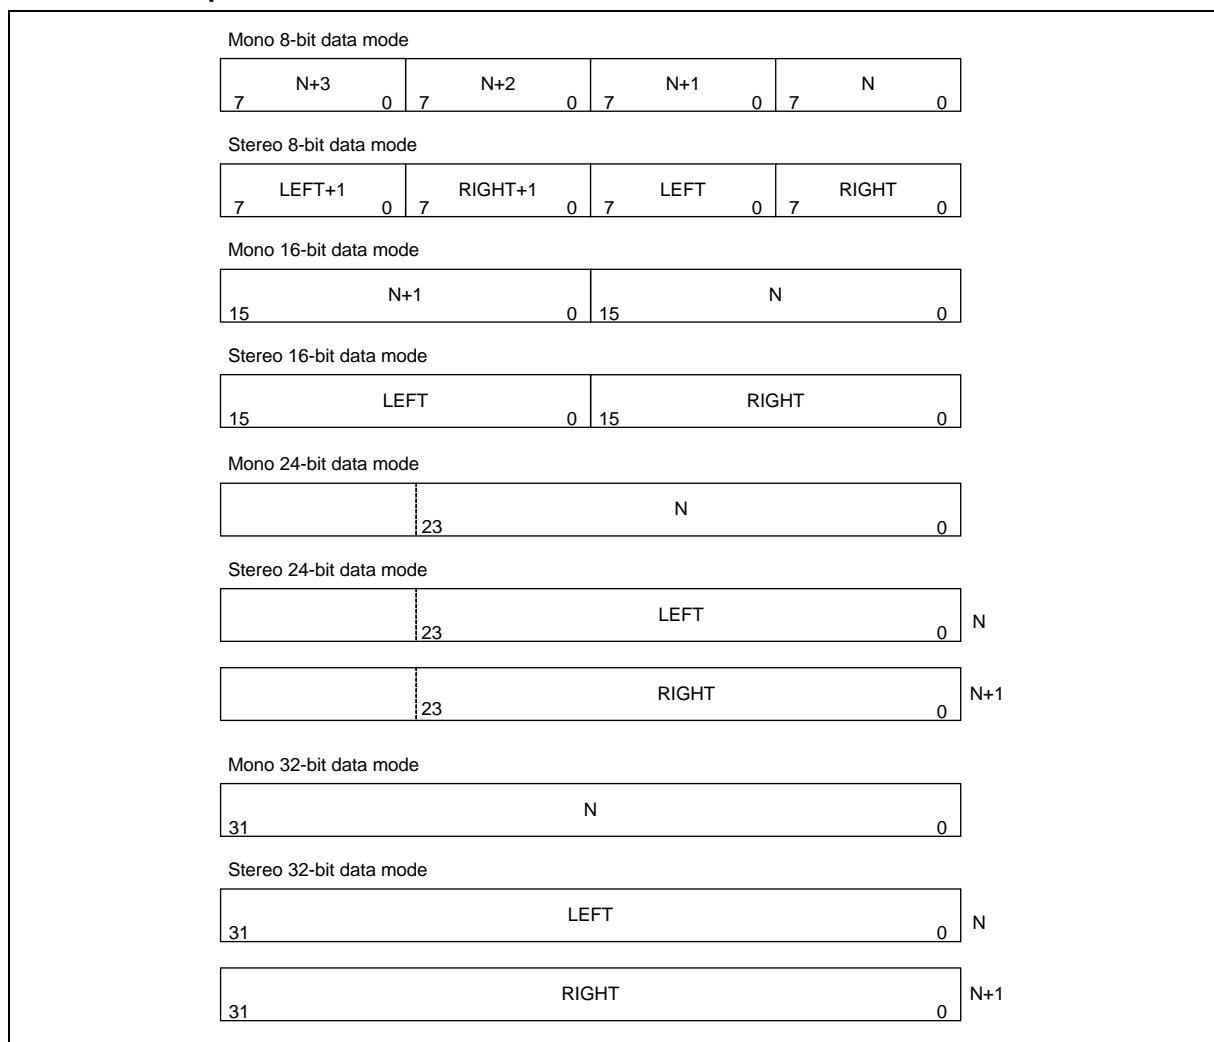 Mono 8-bit data mode
N+3 N+2 N+1 N
7 0 7 0 7 0 7 0
Stereo 8-bit data mode
LEFT+1 RIGHT+1 LEFT RIGHT
7 0 7 0 7 0 7 0
Mono 16-bit data mode
N+1 N
15 0 15 0
Stereo 16-bit data mode
LEFT RIGHT
15 0 15 0
Mono 24-bit data mode
N
23 0
Stereo 24-bit data mode
LEFT
23 0 N
RIGHT
23 0 N+1
Mono 32-bit data mode
N
31 0
Stereo 32-bit data mode
LEFT
31 0 N
RIGHT
31 0 N+1